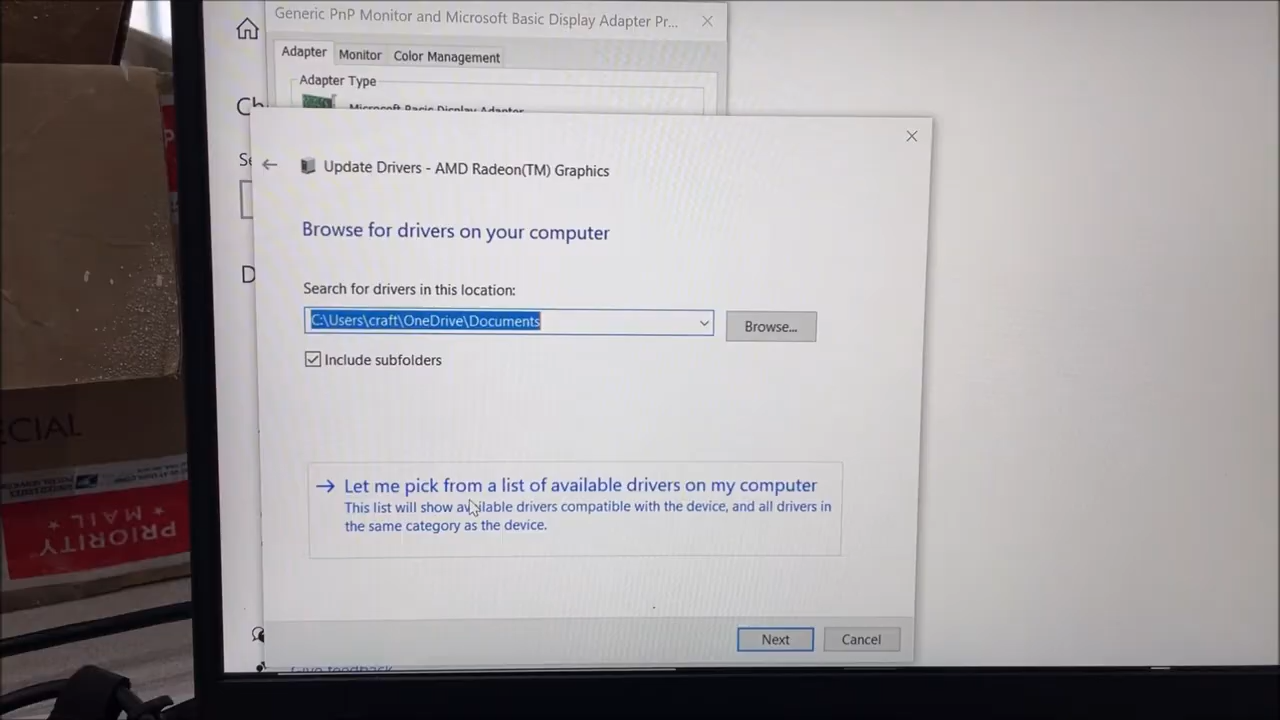 Generic PnP Monitor and Microsoft Basic Display Adapter Pr...
Adapter Monitor Color Management
Adapter Type
Microsoft Basic Display Adapter
Update Drivers - AMD Radeon(TM) Graphics
Browse for drivers on your computer
Search for drivers in this location:
C:\Users\craft\OneDrive\Documents
Browse...
Include subfolders
Let me pick from a list of available drivers on my computer
This list will show available drivers compatible with the device, and all drivers in
the same category as the device.
Next
Cancel
Give feedback
ECIAL
PRIORITY
MAIL